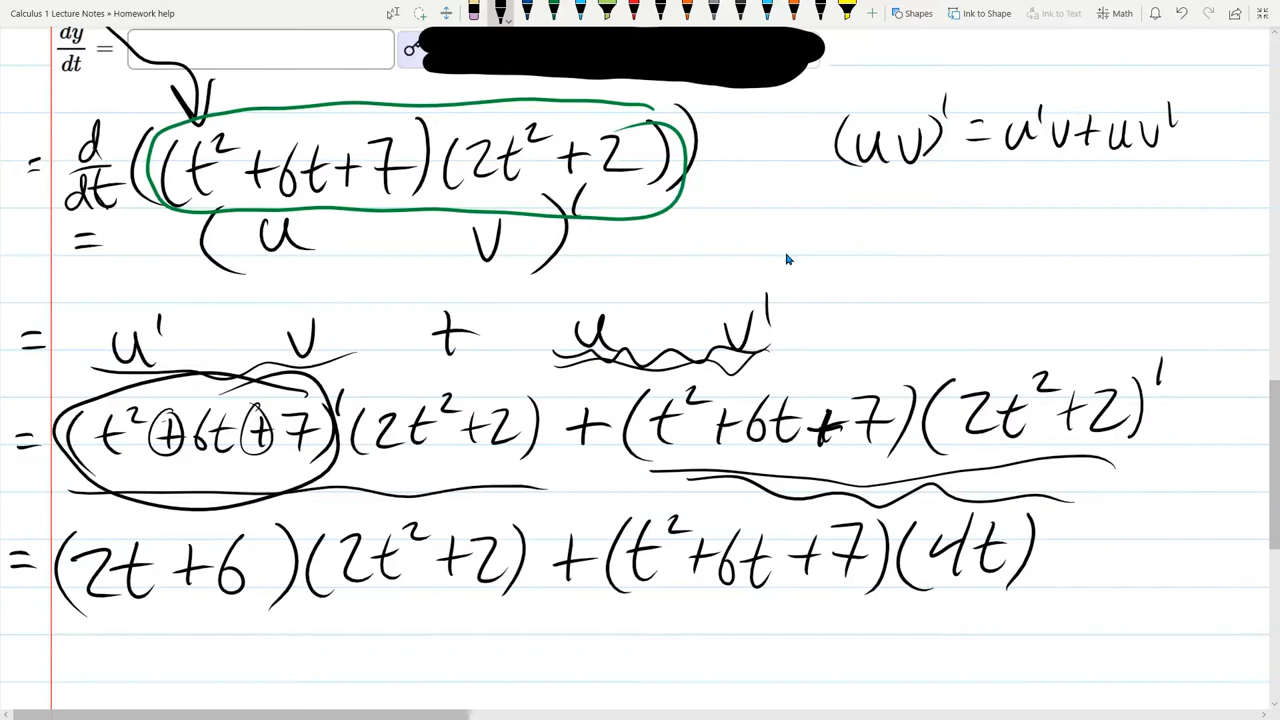 Calculus 1 Lecture Notes » Homework help
Shapes Ink to Shape Ink to Text Math
dy/dt =
= d/dt((t²+6t+7)(2t²+2))
(uv)' = u'v+uv'
= (u v)'
= u' v + u v'
= (t²+6t+7)'(2t²+2) + (t²+6t+7)(2t²+2)'
= (2t+6)(2t²+2) + (t²+6t+7)(4t)